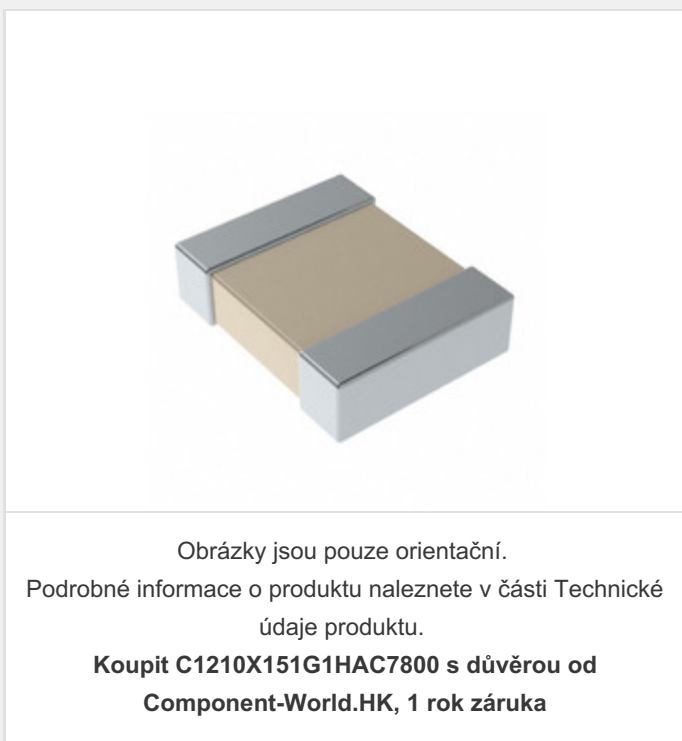 Obrázky jsou pouze orientační.
Podrobné informace o produktu naleznete v části Technické
údaje produktu.
Koupit C1210X151G1HAC7800 s důvěrou od
Component-World.HK, 1 rok záruka